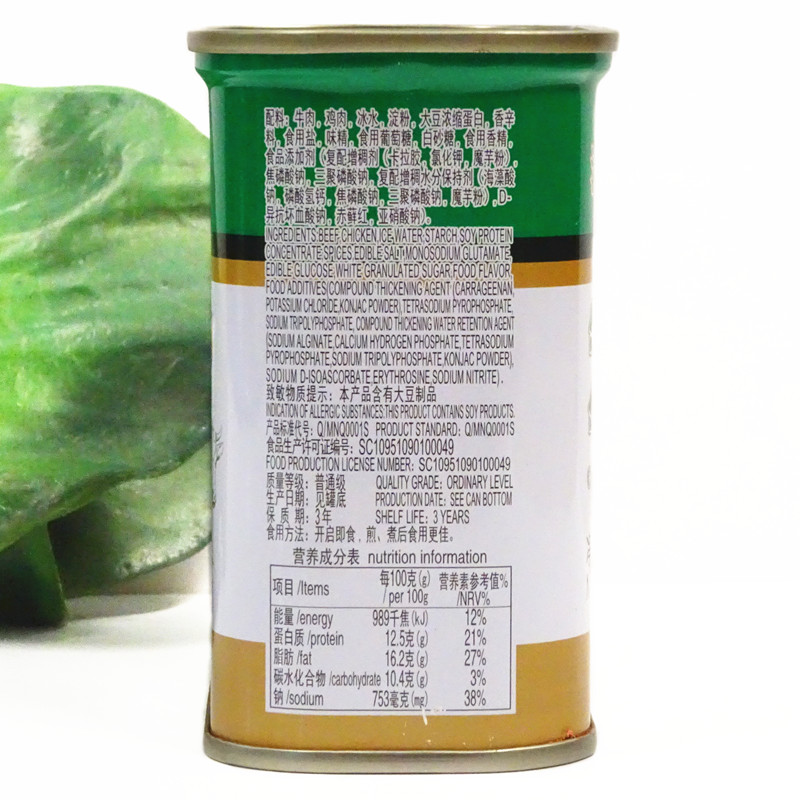 配料：牛肉，鸡肉，冰水，淀粉，大豆浓缩蛋白，香辛
料，食用盐，味精，食用葡萄糖，白砂糖，食用香精，
食品添加剂（复配增稠剂（卡拉胶，氯化钾，魔芋粉），
焦磷酸钠，三聚磷酸钠，复配增稠水分保持剂（海藻酸
钠，磷酸氢钙，焦磷酸钠，三聚磷酸钠，魔芋粉），D-
异抗坏血酸钠，赤藓红，亚硝酸钠）。
INGREDIENTS:BEEF,CHICKEN,ICE,WATER,STARCH,SOY PROTEIN
CONCENTRATE,SPICES,EDIBLE SALT,MONOSODIUM GLUTAMATE,
EDIBLE GLUCOSE,WHITE GRANULATED SUGAR,FOOD FLAVOR,
FOOD ADDITIVES(COMPOUND THICKENING AGENT (CARRAGEENAN,
POTASSIUM CHLORIDE,KONJAC POWDER),TETRASODIUM PYROPHOSPHATE,
SODIUM TRIPOLYPHOSPHATE, COMPOUND THICKENING WATER RETENTION AGENT
(SODIUM ALGINATE,CALCIUM HYDROGEN PHOSPHATE,TETRASODIUM
PYROPHOSPHATE,SODIUM TRIPOLYPHOSPHATE,KONJAC POWDER),
SODIUM D-ISOASCORBATE,ERYTHROSINE,SODIUM NITRITE).
致敏物质提示：本产品含有大豆制品
INDICATION OF ALLERGIC SUBSTANCES:THIS PRODUCT CONTAINS SOY PRODUCTS.
产品标准代号：Q/MNQ0001S PRODUCT STANDARD: Q/MNQ0001S
食品生产许可证编号：SC10951090100049
FOOD PRODUCTION LICENSE NUMBER: SC10951090100049
质量等级：普通级 QUALITY GRADE: ORDINARY LEVEL
生产日期：见罐底 PRODUCTION DATE: SEE CAN BOTTOM
保 质 期：3年 SHELF LIFE: 3 YEARS
食用方法：开启即食，煎、煮后食用更佳。
营养成分表 nutrition information
项目 /Items 每100克(g) / per 100g 营养素参考值% /NRV%
能量 /energy 989千焦(kJ) 12%
蛋白质 /protein 12.5克(g) 21%
脂肪 /fat 16.2克(g) 27%
碳水化合物 /carbohydrate 10.4克(g) 3%
钠 /sodium 753毫克(mg) 38%